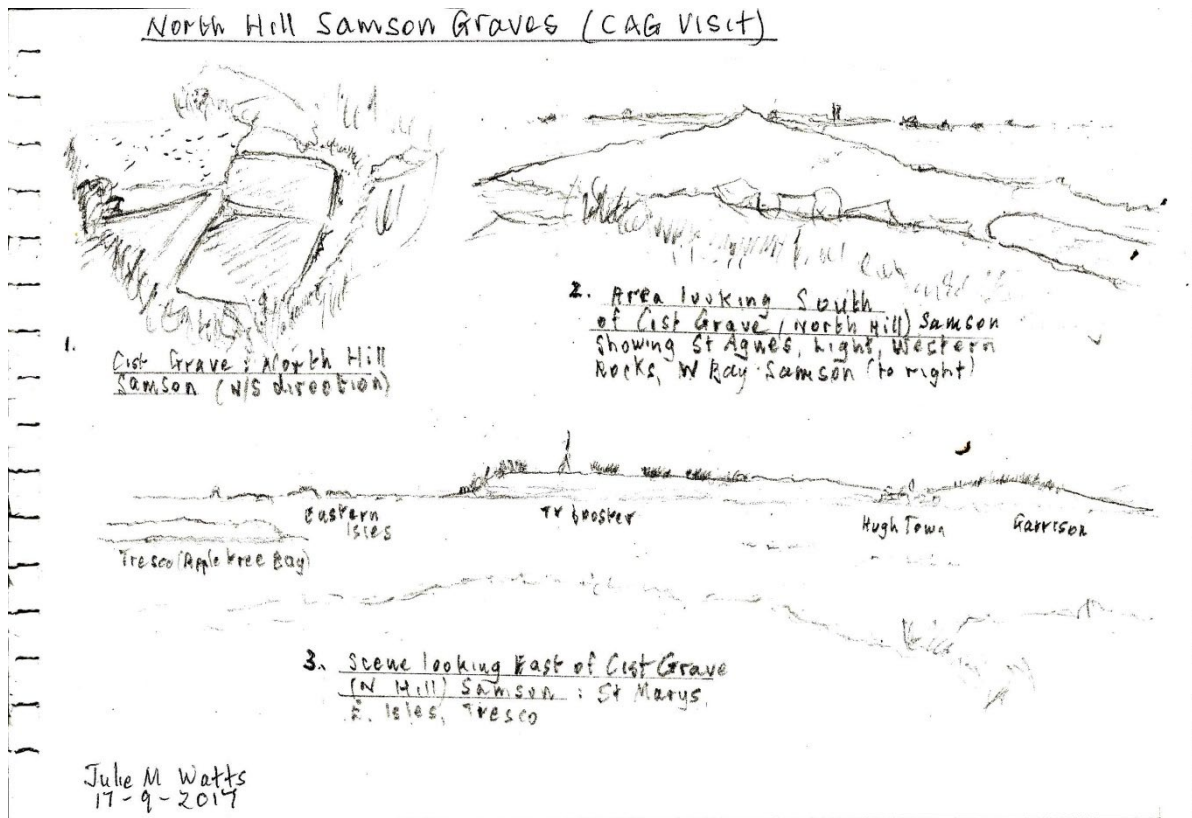 North Hill Samson Graves (CAG Visit)
1.
Cist Grave : North Hill
Samson (N/S direction)
2. Area looking South
of Cist Grave (North Hill) Samson
Showing St Agnes, Light, Western
Rocks, W Bay Samson (to right)
Eastern
Isles
Tresco (Appletree Bay)
TV booster
Hugh Town
Garrison
3. Scene looking East of Cist Grave
(N Hill) Samson : St Marys,
E. Isles, Tresco
Julie M Watts
17-9-2017